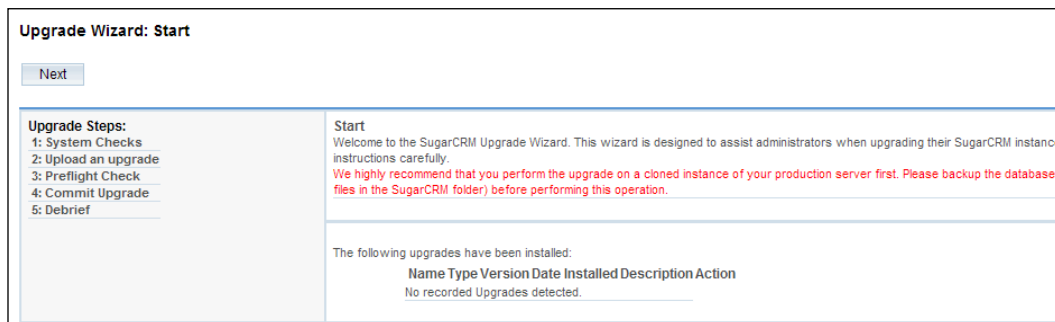 Upgrade Wizard: Start
Next
Upgrade Steps:
1: System Checks
2: Upload an upgrade
3: Preflight Check
4: Commit Upgrade
5: Debrief
Start
Welcome to the SugarCRM Upgrade Wizard. This wizard is designed to assist administrators when upgrading their SugarCRM instanc
instructions carefully.
We highly recommend that you perform the upgrade on a cloned instance of your production server first. Please backup the database
files in the SugarCRM folder) before performing this operation.
The following upgrades have been installed:
Name Type Version Date Installed Description Action
No recorded Upgrades detected.